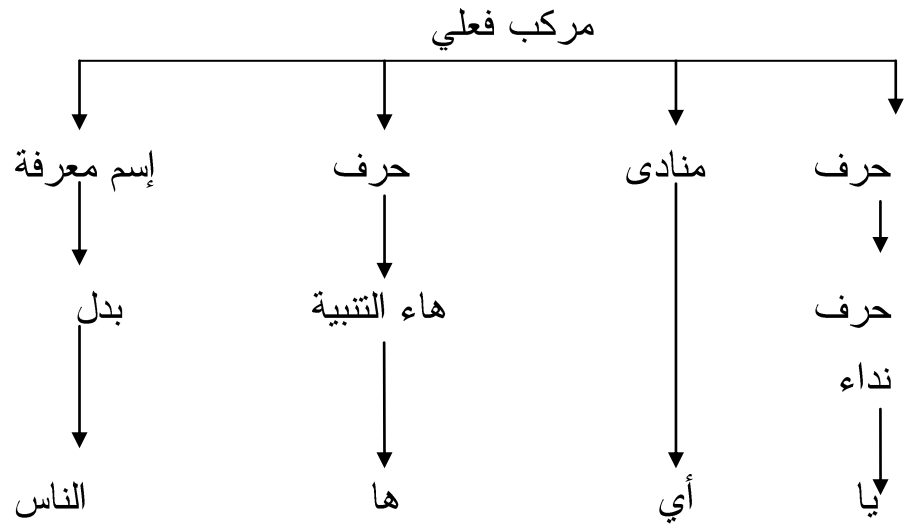 مركب فعلي
حرف منادى حرف إسم معرفة
حرف هاء التنبية بدل
نداء
يا أي ها الناس